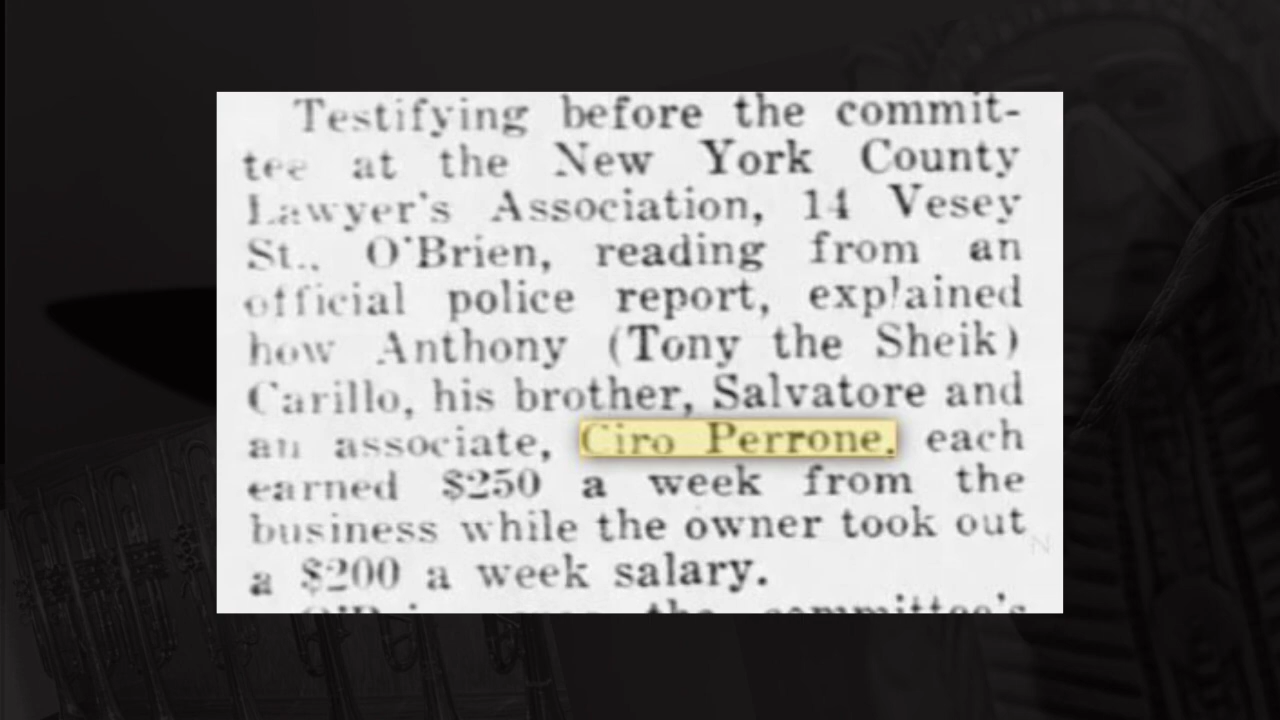 Testifying before the commit-
tee at the New York County
Lawyer's Association, 14 Vesey
St., O'Brien, reading from an
official police report, explained
how Anthony (Tony the Sheik)
Carillo, his brother, Salvatore and
an associate, Ciro Perrone, each
earned $250 a week from the
business while the owner took out
a $200 a week salary.
the committee's